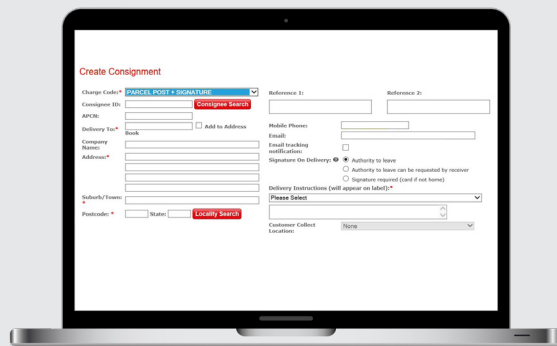 Create Consignment
Charge Code:* PARCEL POST + SIGNATURE
Consignee ID: Consignee Search
APCN:
Delivery To:* Add to Address
Book
Company
Name:
Address:*
Suburb/Town:
*
Postcode: * State: Locality Search
Reference 1: Reference 2:
Mobile Phone:
Email:
Email tracking
notification:
Signature On Delivery: Authority to leave
Authority to leave can be requested by receiver
Signature required (card if not home)
Delivery Instructions (will appear on label):*
Please Select
Customer Collect
Location: None